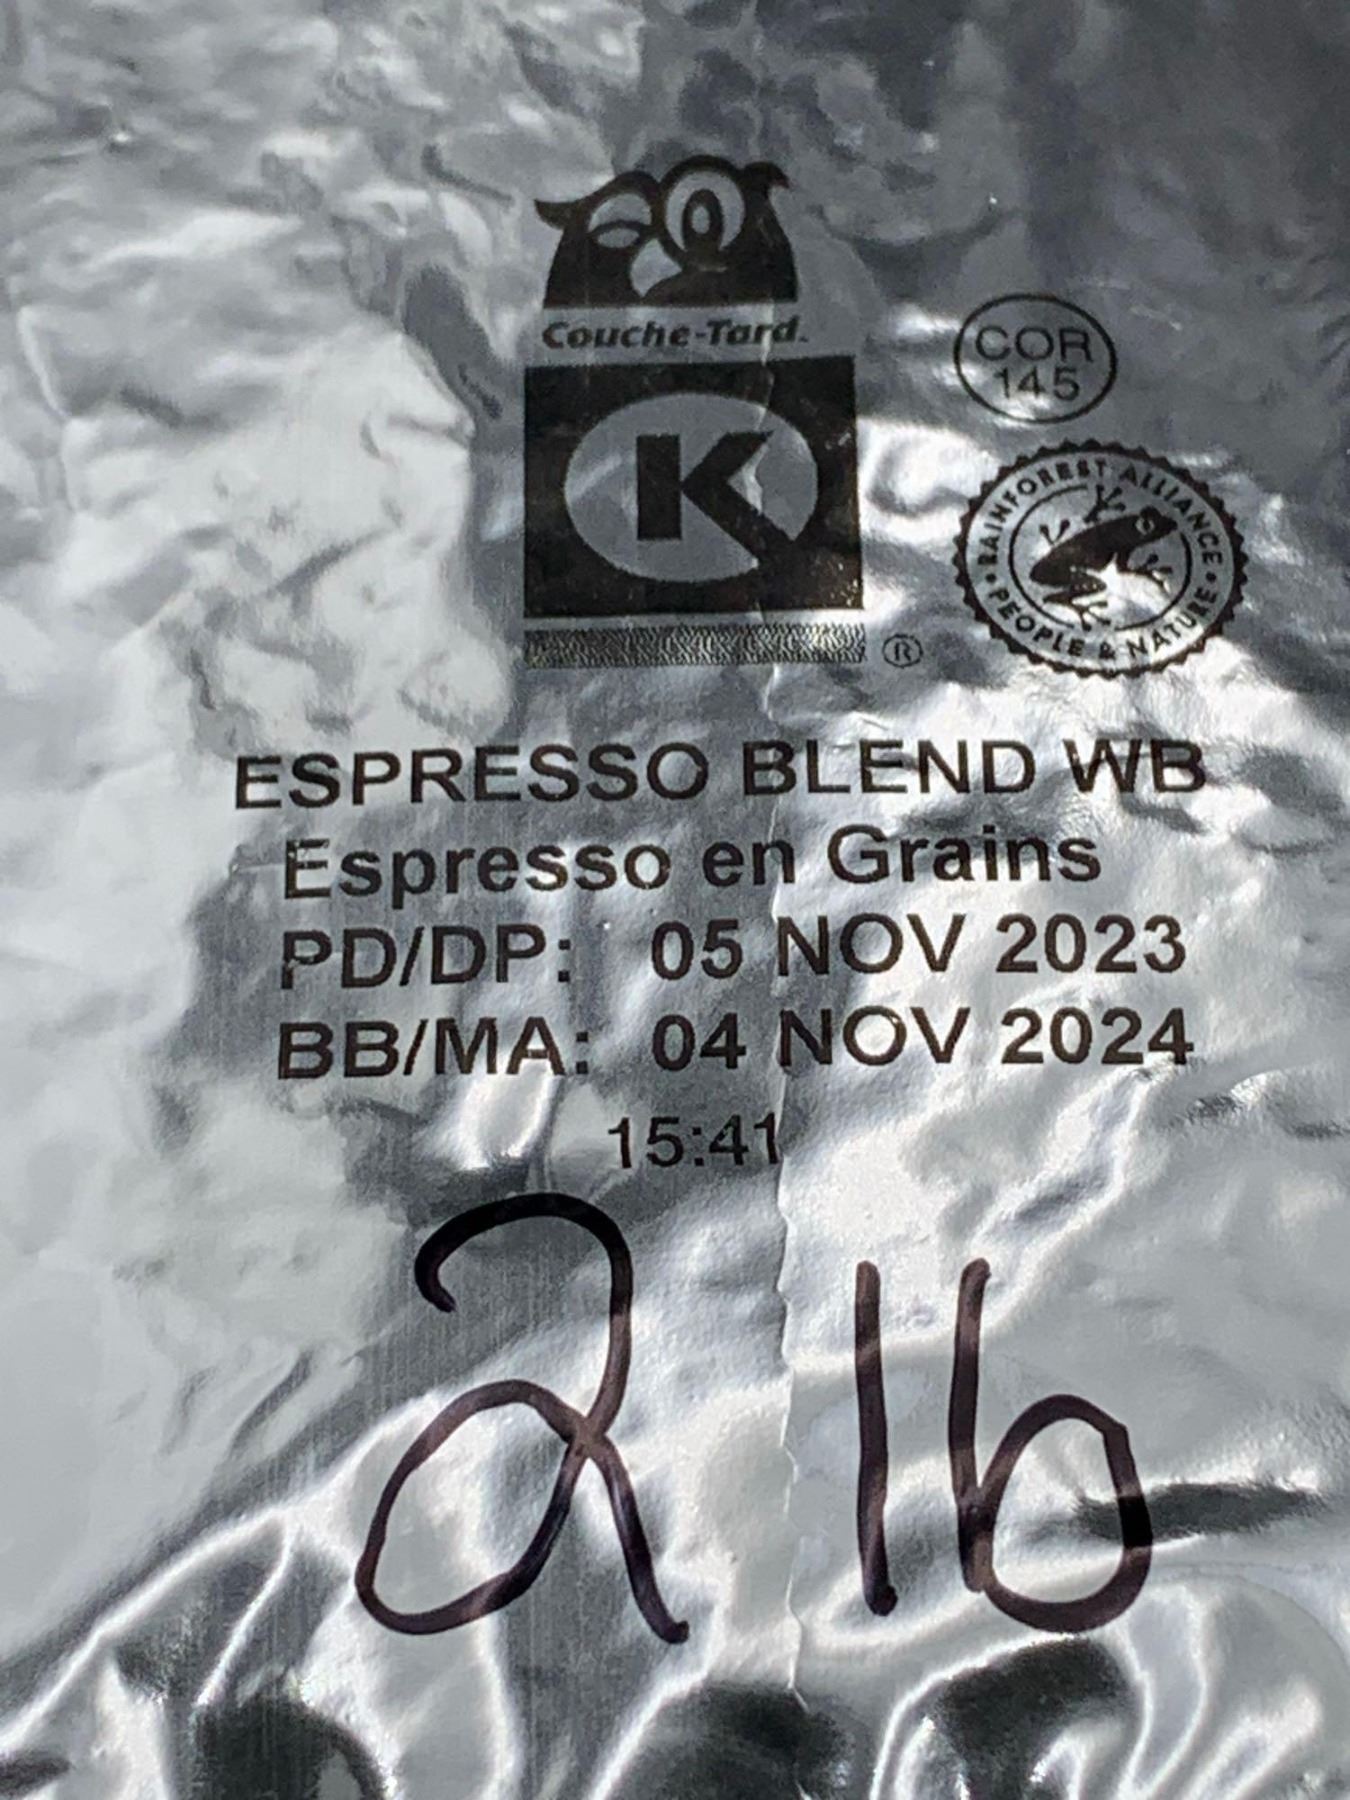 Couche-Tard.
K
®
COR
145
RAINFOREST ALLIANCE
• PEOPLE & NATURE •
ESPRESSO BLEND WB
Espresso en Grains
PD/DP: 05 NOV 2023
BB/MA: 04 NOV 2024
15:41
2 lb